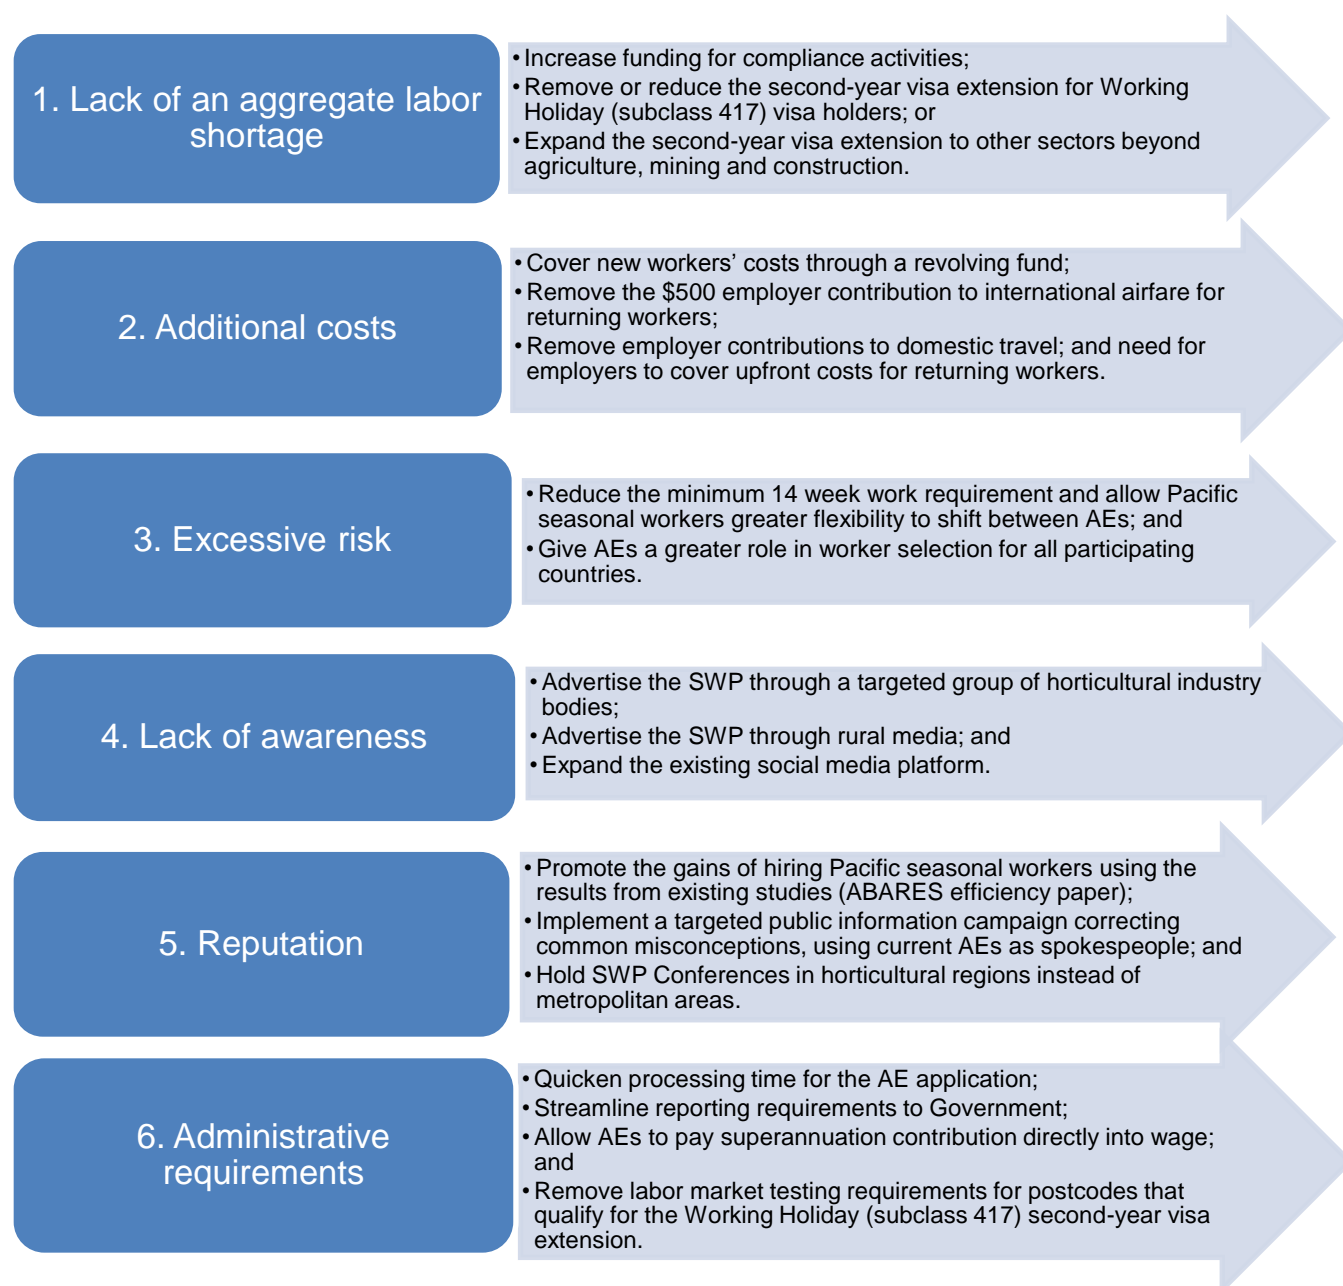 1. Lack of an aggregate labor
shortage
• Increase funding for compliance activities;
• Remove or reduce the second-year visa extension for Working
Holiday (subclass 417) visa holders; or
• Expand the second-year visa extension to other sectors beyond
agriculture, mining and construction.
2. Additional costs
• Cover new workers’ costs through a revolving fund;
• Remove the $500 employer contribution to international airfare for
returning workers;
• Remove employer contributions to domestic travel; and need for
employers to cover upfront costs for returning workers.
3. Excessive risk
• Reduce the minimum 14 week work requirement and allow Pacific
seasonal workers greater flexibility to shift between AEs; and
• Give AEs a greater role in worker selection for all participating
countries.
4. Lack of awareness
• Advertise the SWP through a targeted group of horticultural industry
bodies;
• Advertise the SWP through rural media; and
• Expand the existing social media platform.
5. Reputation
• Promote the gains of hiring Pacific seasonal workers using the
results from existing studies (ABARES efficiency paper);
• Implement a targeted public information campaign correcting
common misconceptions, using current AEs as spokespeople; and
• Hold SWP Conferences in horticultural regions instead of
metropolitan areas.
6. Administrative
requirements
• Quicken processing time for the AE application;
• Streamline reporting requirements to Government;
• Allow AEs to pay superannuation contribution directly into wage;
and
• Remove labor market testing requirements for postcodes that
qualify for the Working Holiday (subclass 417) second-year visa
extension.